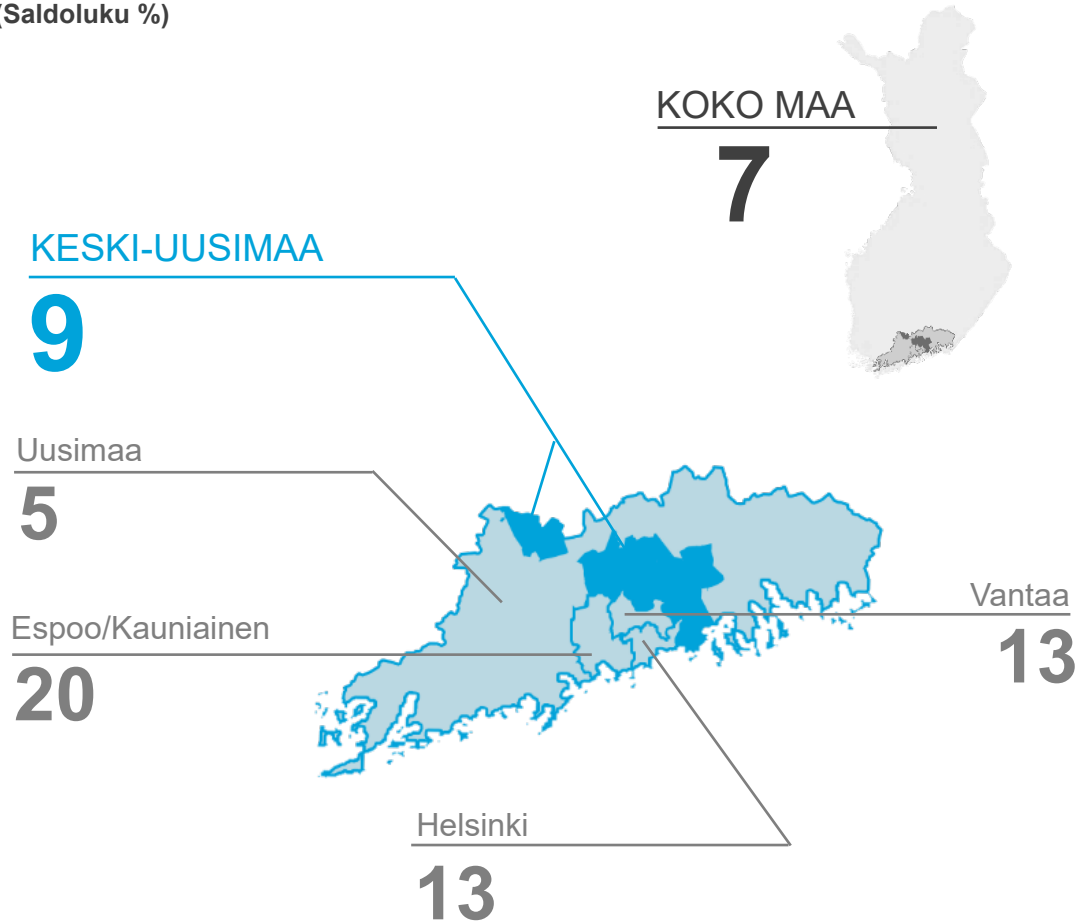 (Saldoluku %)
KOKO MAA
7
KESKI-UUSIMAA
9
Uusimaa
5
Espoo/Kauniainen
20
Vantaa
13
Helsinki
13